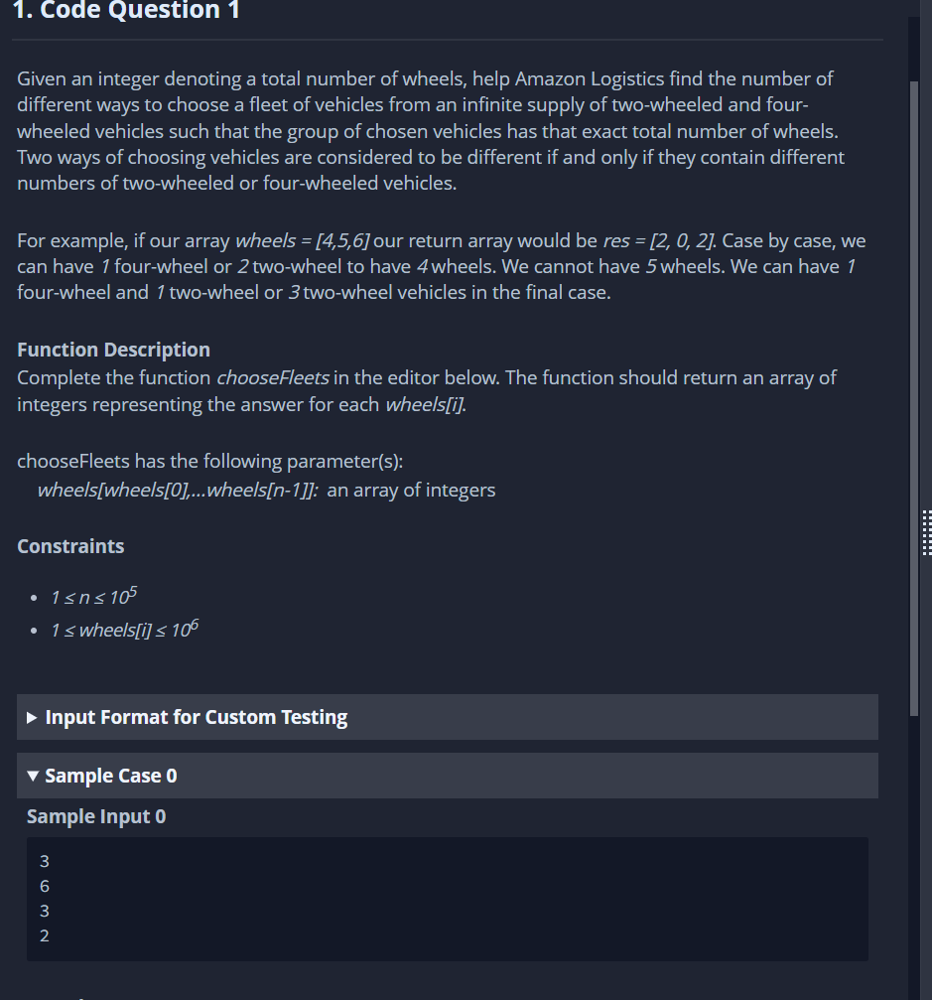 1. Code Question 1
Given an integer denoting a total number of wheels, help Amazon Logistics find the number of
different ways to choose a fleet of vehicles from an infinite supply of two-wheeled and four-
wheeled vehicles such that the group of chosen vehicles has that exact total number of wheels.
Two ways of choosing vehicles are considered to be different if and only if they contain different
numbers of two-wheeled or four-wheeled vehicles.
For example, if our array wheels = [4,5,6] our return array would be res = [2, 0, 2]. Case by case, we
can have 1 four-wheel or 2 two-wheel to have 4 wheels. We cannot have 5 wheels. We can have 1
four-wheel and 1 two-wheel or 3 two-wheel vehicles in the final case.
Function Description
Complete the function chooseFleets in the editor below. The function should return an array of
integers representing the answer for each wheels[i].
chooseFleets has the following parameter(s):
wheels[wheels[0],...wheels[n-1]]: an array of integers
Constraints
• 1 ≤ n ≤ 10⁵
• 1 ≤ wheels[i] ≤ 10⁶
▶ Input Format for Custom Testing
▼ Sample Case 0
Sample Input 0
3
6
3
2